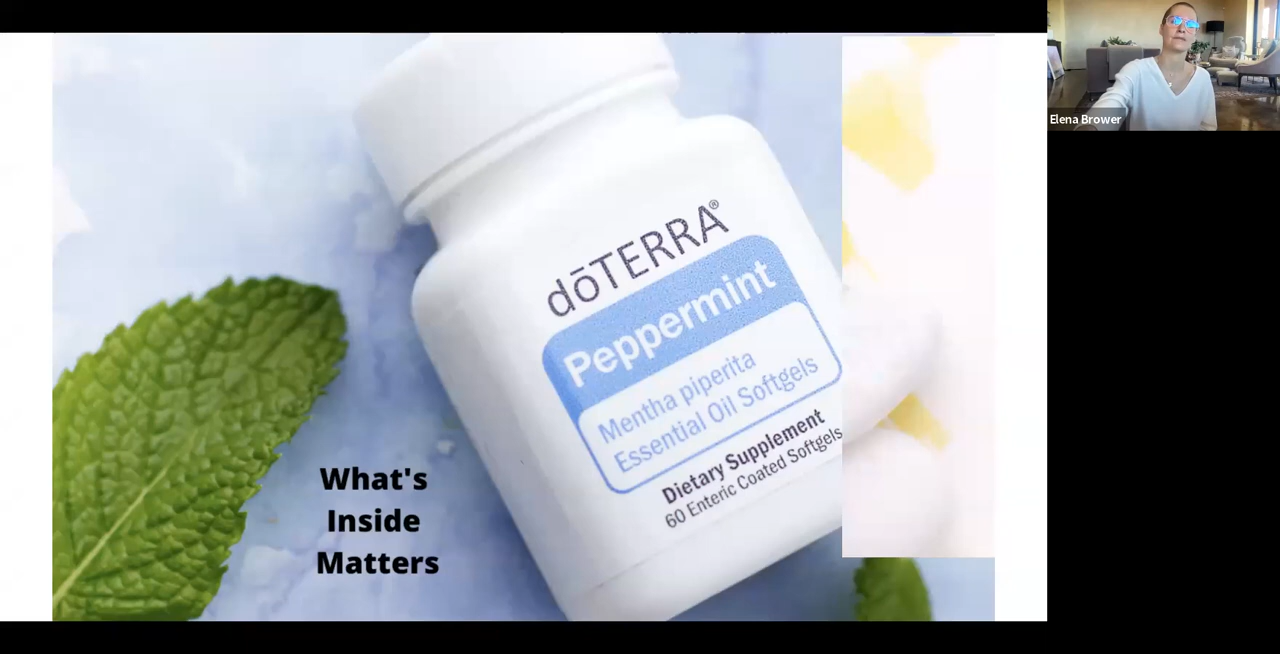 dōTERRA®
Peppermint
Mentha piperita
Essential Oil Softgels
Dietary Supplement
60 Enteric Coated Softgels
What's
Inside
Matters
Elena Brower